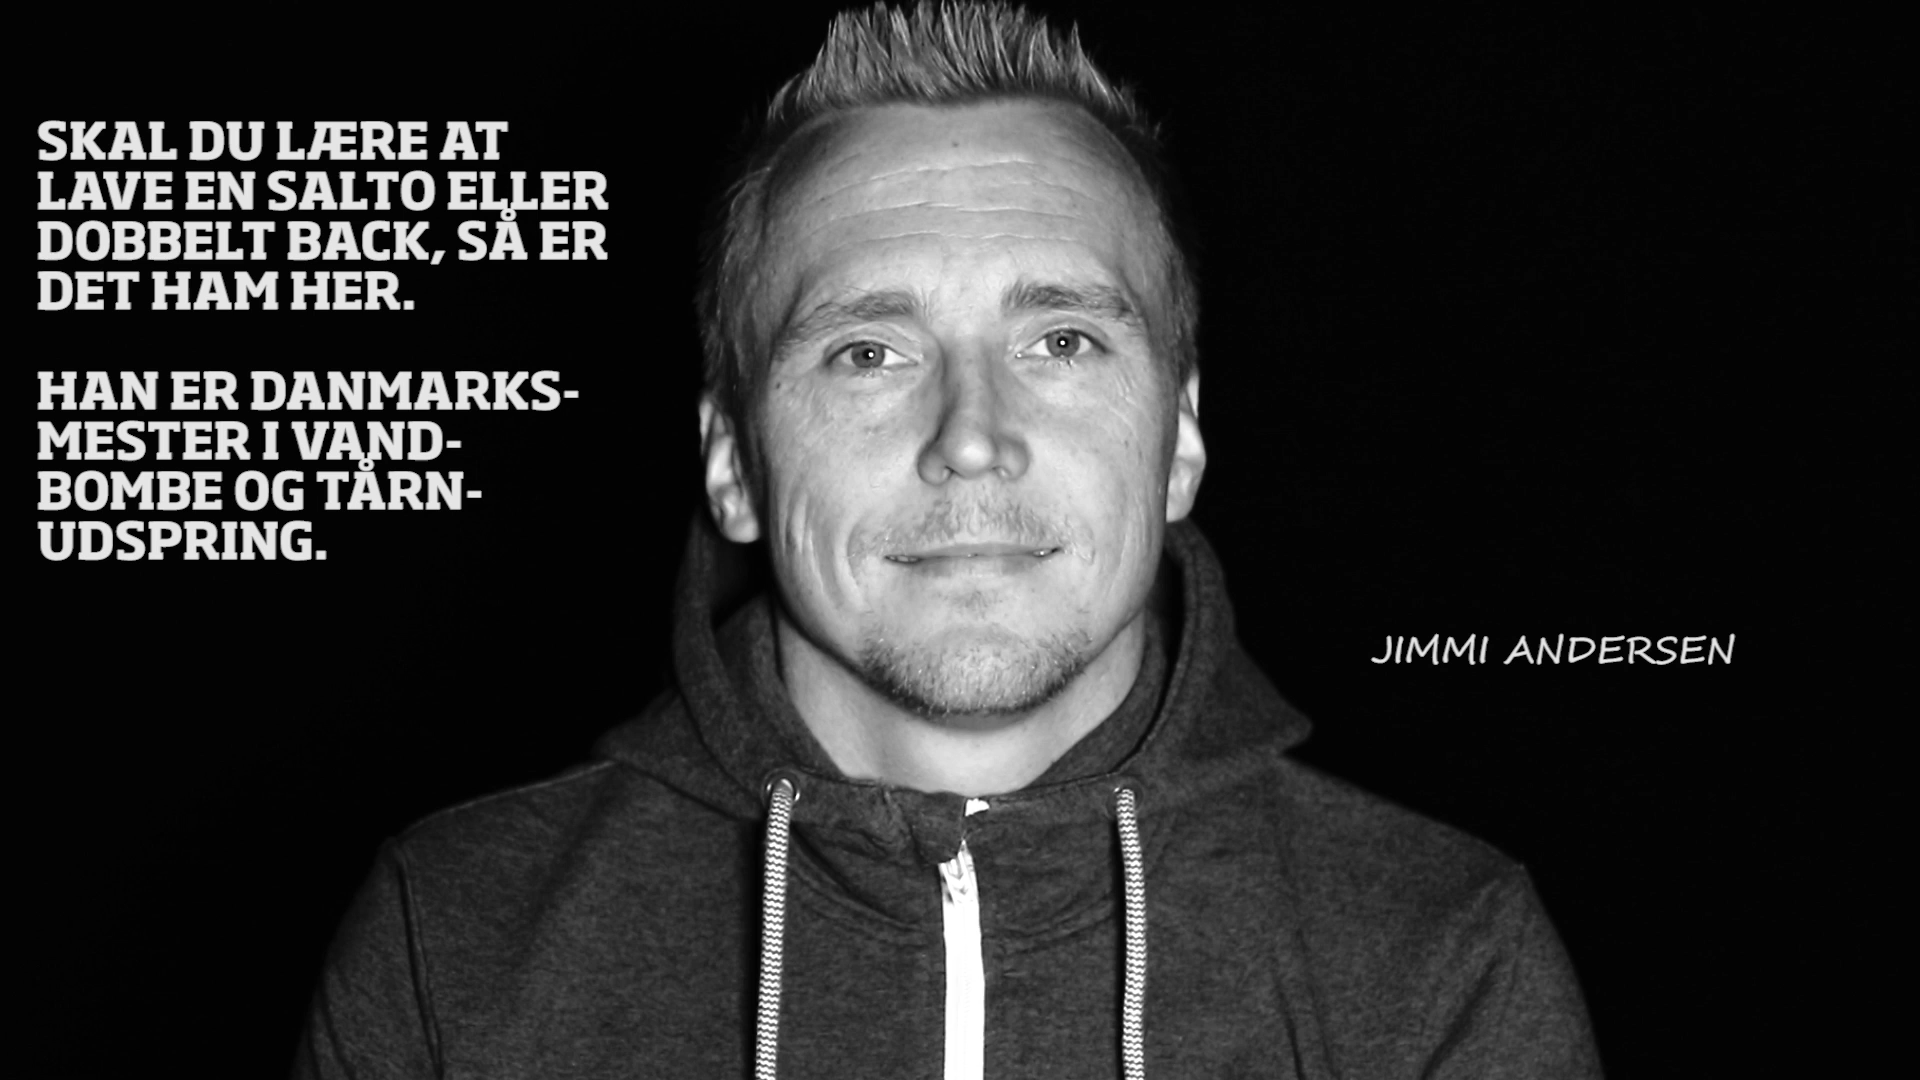 SKAL DU LÆRE AT
LAVE EN SALTO ELLER
DOBBELT BACK, SÅ ER
DET HAM HER.
HAN ER DANMARKS-
MESTER I VAND-
BOMBE OG TÅRN-
UDSPRING.
JIMMI ANDERSEN